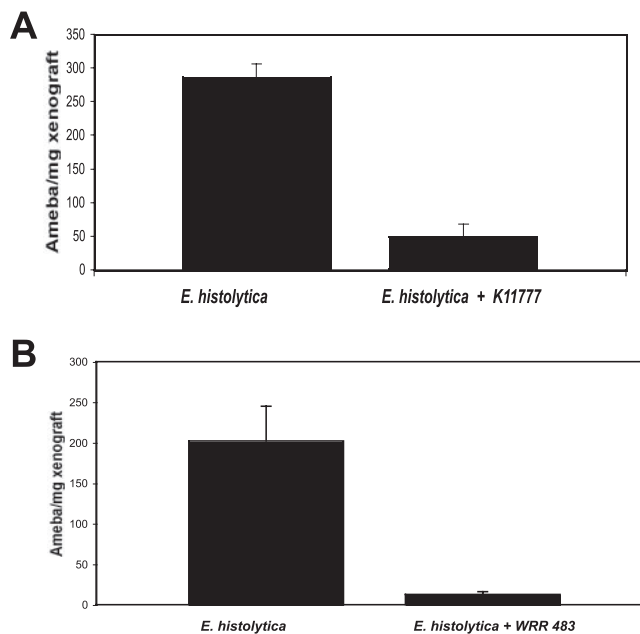 A
Ameba/mg xenograft
350
300
250
200
150
100
50
0
E. histolytica
E. histolytica + K11777
B
Ameba/mg xenograft
300
250
200
150
100
50
0
E. histolytica
E. histolytica + WRR 483